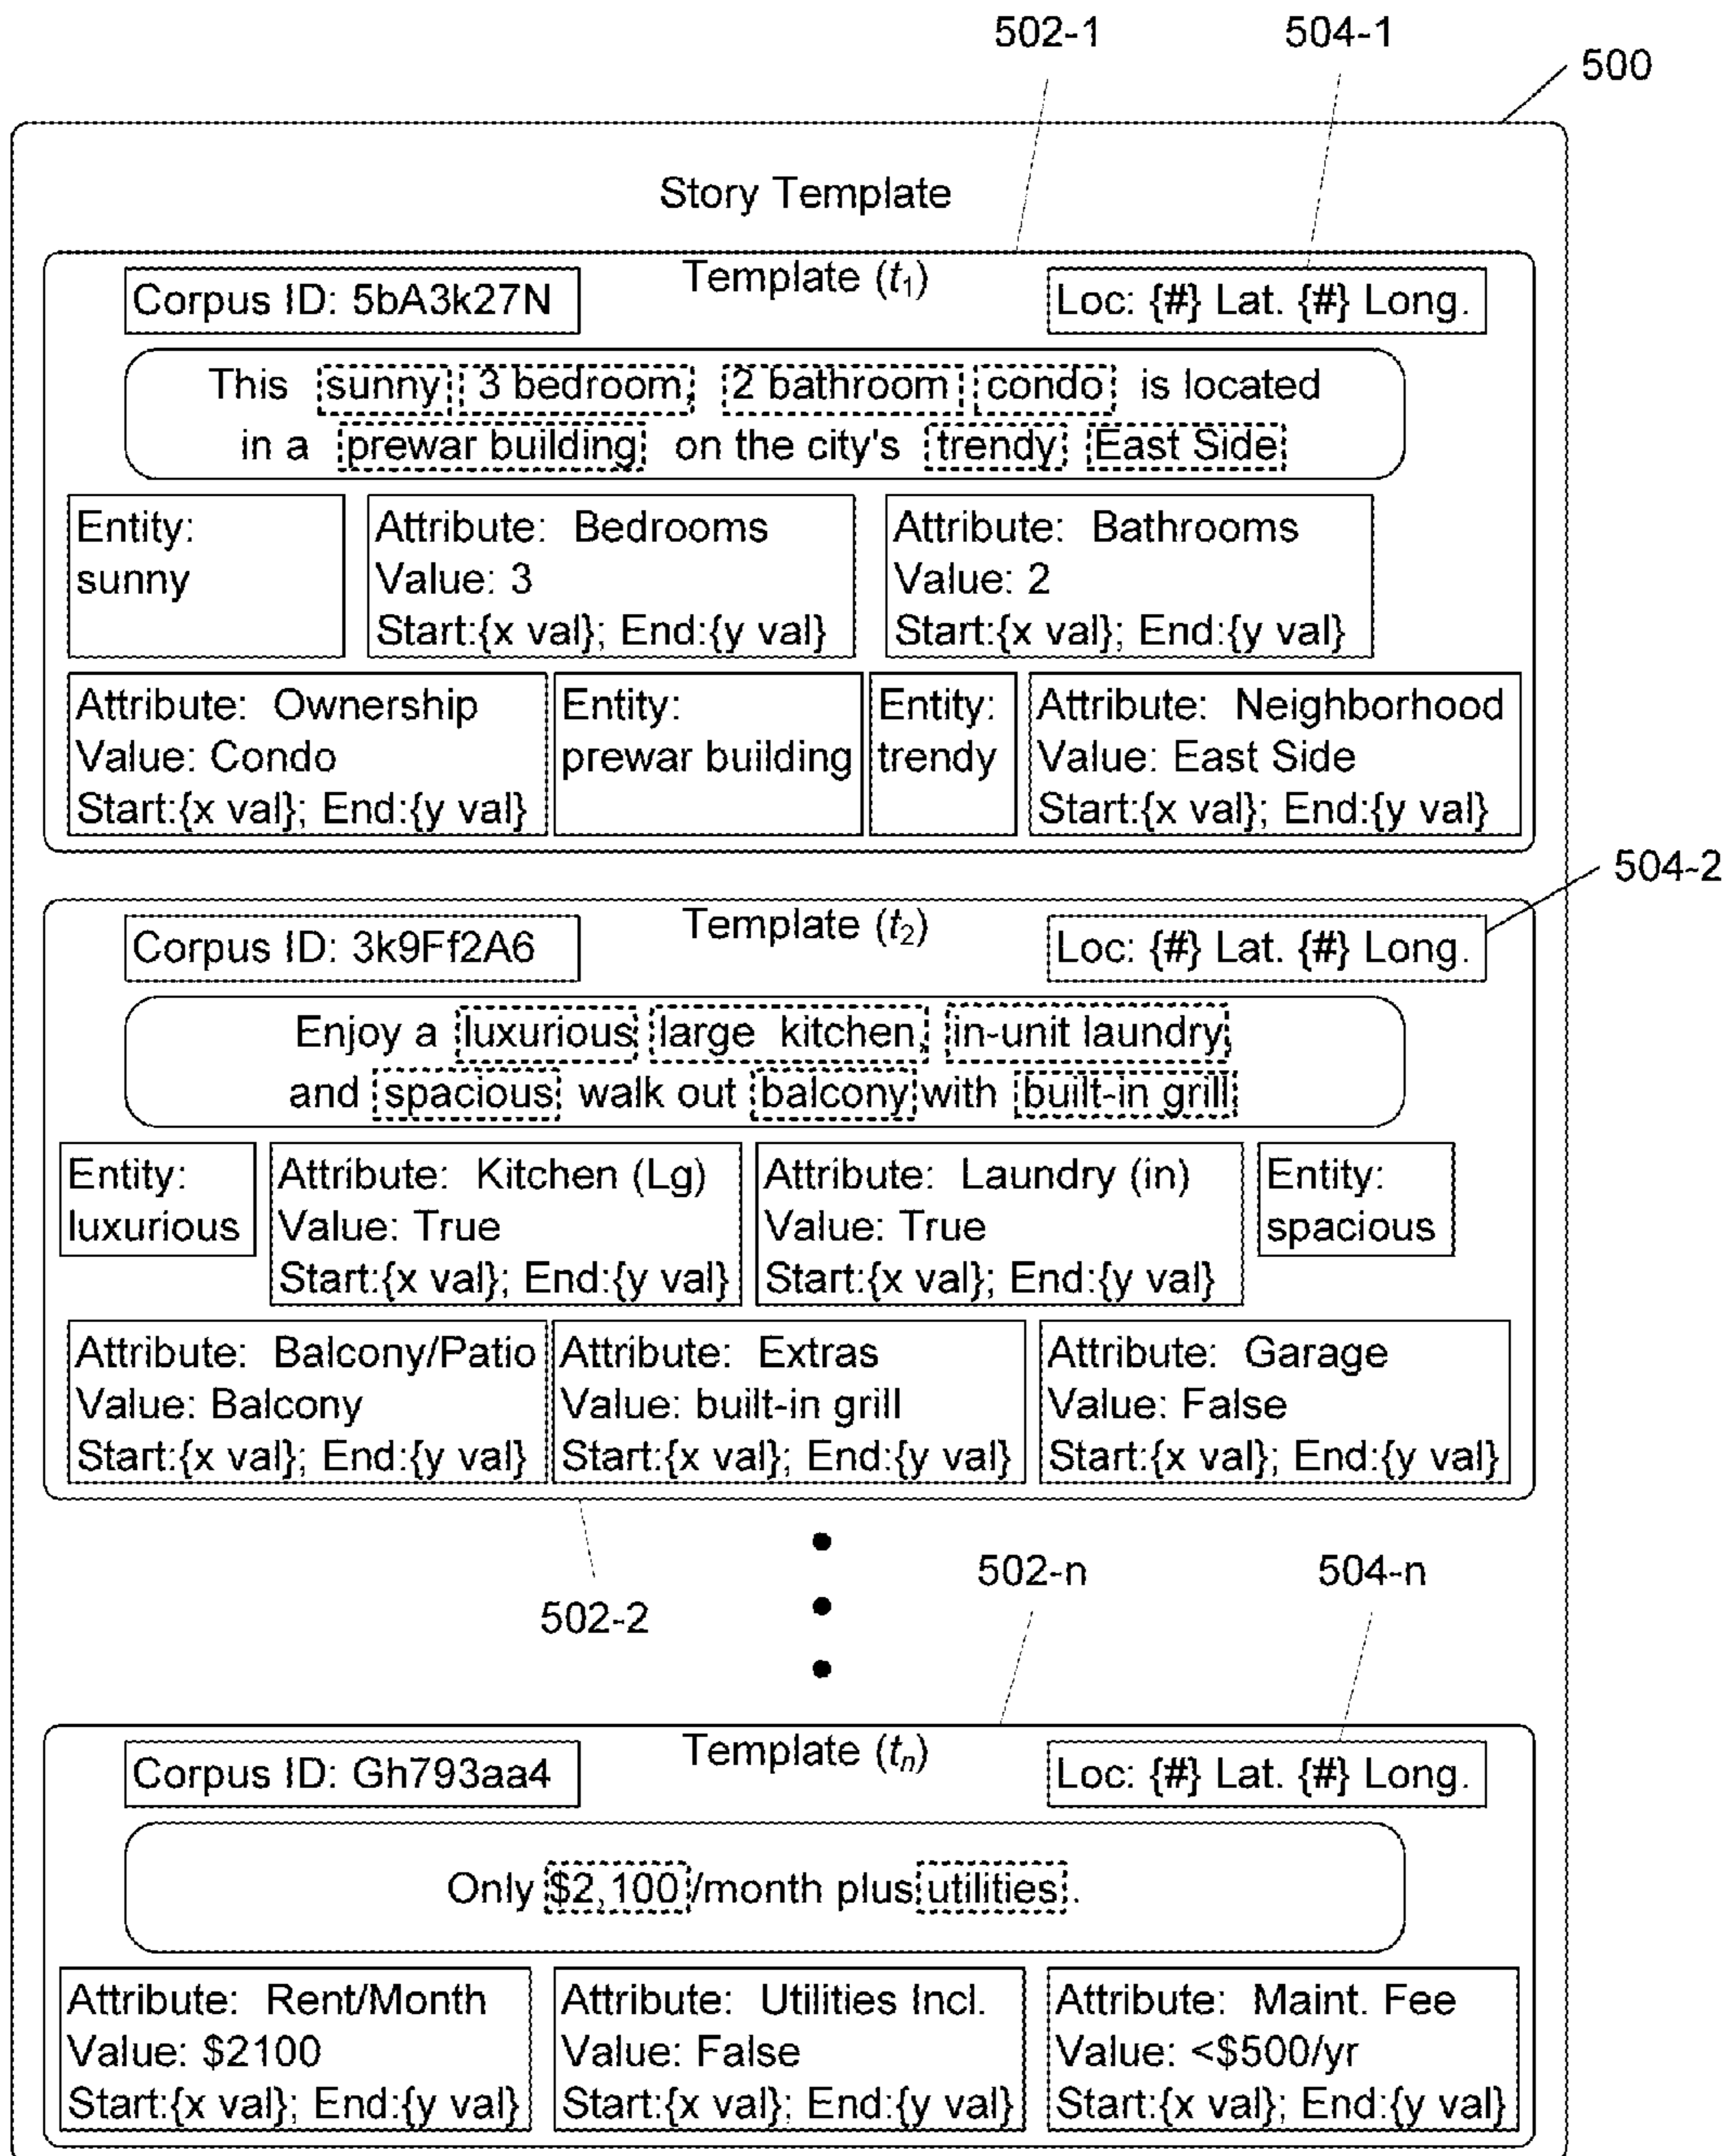 502-1
504-1
500
Story Template
Template (t1)
Corpus ID: 5bA3k27N
Loc: {#} Lat. {#} Long.
This sunny 3 bedroom, 2 bathroom condo is located
in a prewar building on the city's trendy East Side
Entity:
sunny
Attribute: Bedrooms
Value: 3
Start:{x val}; End:{y val}
Attribute: Bathrooms
Value: 2
Start:{x val}; End:{y val}
Attribute: Ownership
Value: Condo
Start:{x val}; End:{y val}
Entity:
prewar building
Entity:
trendy
Attribute: Neighborhood
Value: East Side
Start:{x val}; End:{y val}
504-2
Template (t2)
Corpus ID: 3k9Ff2A6
Loc: {#} Lat. {#} Long.
Enjoy a luxurious large kitchen, in-unit laundry,
and spacious walk out balcony with built-in grill
Entity:
luxurious
Attribute: Kitchen (Lg)
Value: True
Start:{x val}; End:{y val}
Attribute: Laundry (in)
Value: True
Start:{x val}; End:{y val}
Entity:
spacious
Attribute: Balcony/Patio
Value: Balcony
Start:{x val}; End:{y val}
Attribute: Extras
Value: built-in grill
Start:{x val}; End:{y val}
Attribute: Garage
Value: False
Start:{x val}; End:{y val}
502-2
502-n
504-n
Template (tn)
Corpus ID: Gh793aa4
Loc: {#} Lat. {#} Long.
Only $2,100/month plus utilities.
Attribute: Rent/Month
Value: $2100
Start:{x val}; End:{y val}
Attribute: Utilities Incl.
Value: False
Start:{x val}; End:{y val}
Attribute: Maint. Fee
Value: <$500/yr
Start:{x val}; End:{y val}